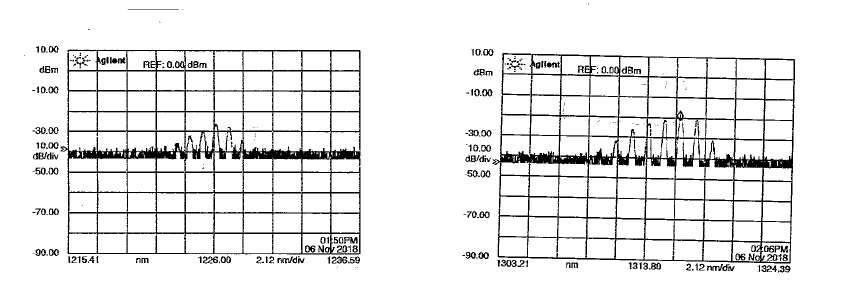 10.00
dBm
Agilent
REF: 0.00 dBm
-10.00
-30.00
10.00
dB/div
-50.00
-70.00
-90.00
01:50PM
06 Nov 2018
1215.41
nm
1226.00
2.12 nm/div
1236.59
10.00
dBm
Agilent
REF: 0.00 dBm
-10.00
-30.00
10.00
dB/div
-50.00
-70.00
-90.00
02:06PM
06 Nov 2018
1303.21
nm
1313.80
2.12 nm/div
1324.39